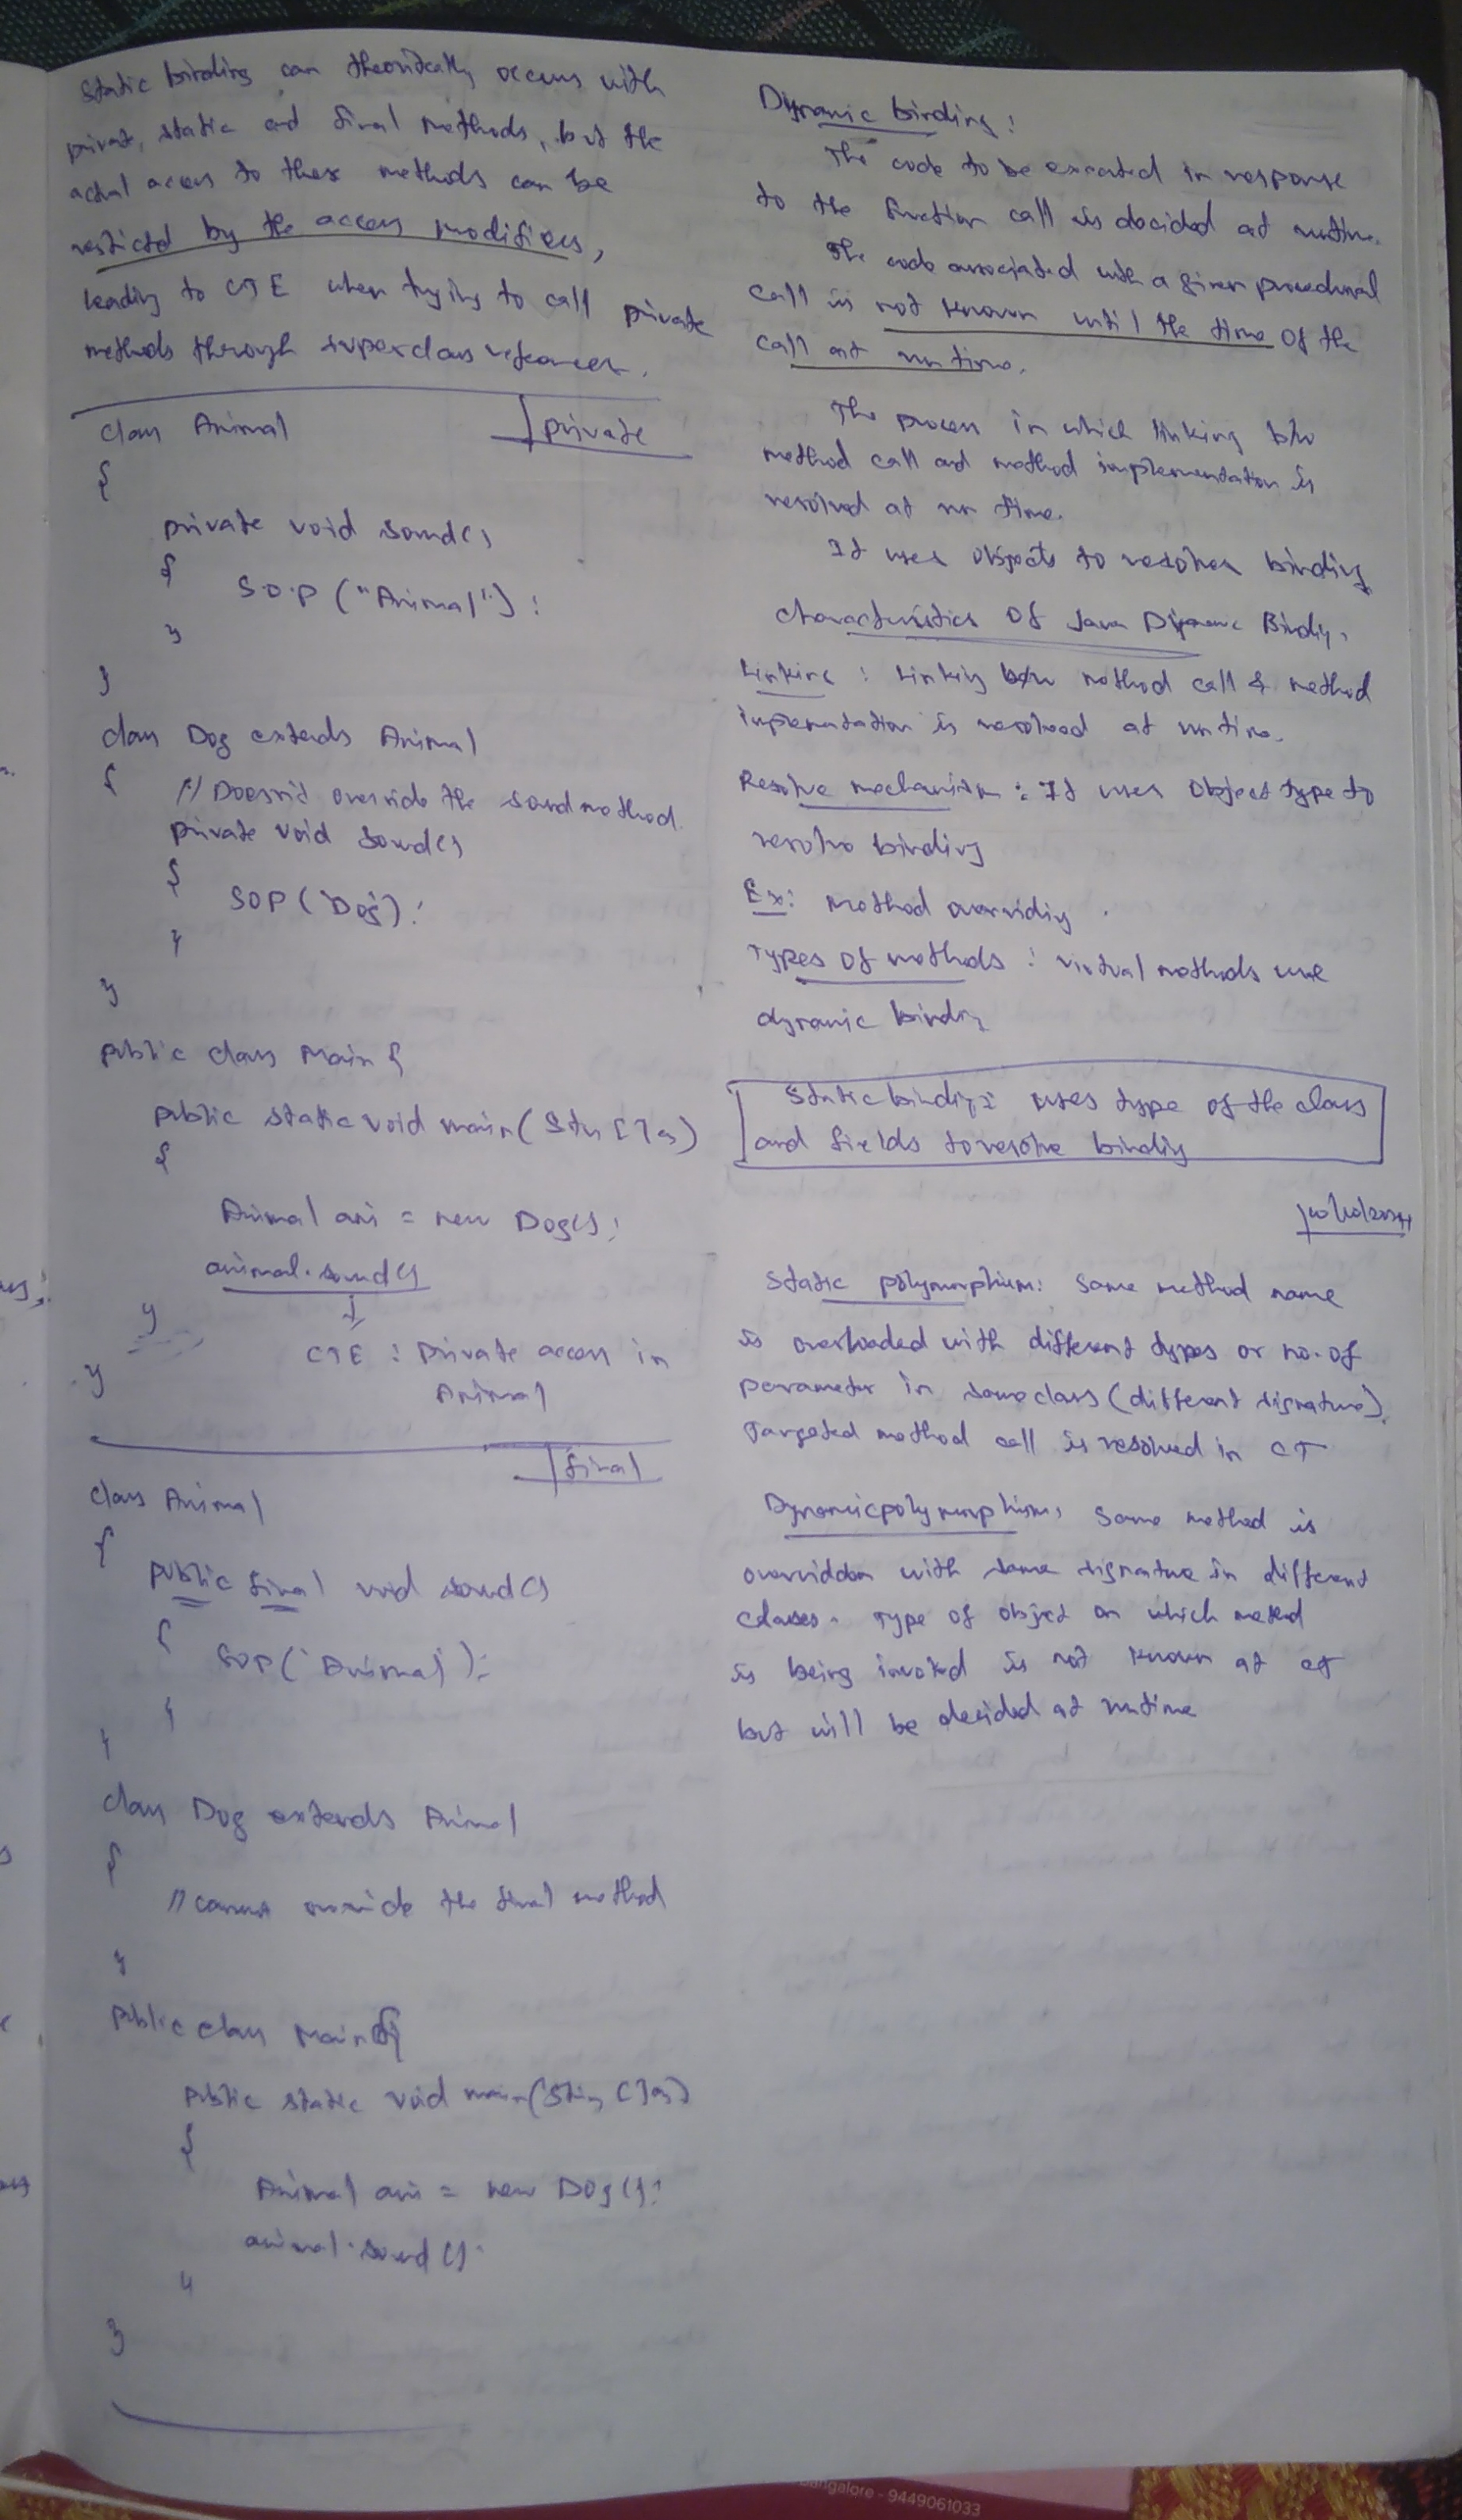 Static binding can theoritically occurs with
private, static and final methods, but the
actual access to these methods can be
resticted by the access modifiers,
leading to CTE when trying to call private
methods through superclass references.
class Animal
private
{
private void sound()
{
S.O.P ("Animal");
}
}
class Dog extends Animal
{
// Doesn't override the sound method.
private void sound()
{
SOP ('Dog');
}
}
public class Main {
public static void main(Strin []a)
{
Animal ani = new Dog();
animal.sound()
CTE : Private access in
Animal
}
}
final
class Animal
{
public final void sound()
{
SOP('Animal');
}
}
class Dog extends Animal
{
// cannot override the final method
}
public class Main {
public static void main(String []a)
{
Animal ani = new Dog();
animal.sound();
}
}
Dynamic binding:
The code to be executed in response
to the function call is decided at runtime.
The code associated with a given procedural
call is not known until the time of the
call at run time.
The process in which linking b/w
method call and method implementation is
resolved at run time.
It uses objects to resolves binding
Characteristics of Java Dynamic Binding.
Linking : Linking b/w method call & method
implementation is resolved at runtime.
Resolve mechanism : It uses object type to
resolve binding
Ex: Method overriding
Types of methods : virtual methods use
dynamic binding
Static binding: uses type of the class
and fields to resolve binding
Static polymorphism: Same method name
is overloaded with different types or no. of
parameter in same class (different signature).
Targeted method call is resolved in CT
Dynamic polymorphism: Same method is
overridden with same signature in different
classes. Type of object on which method
is being invoked is not known at CT
but will be decided at runtime
Bangalore - 9449061033